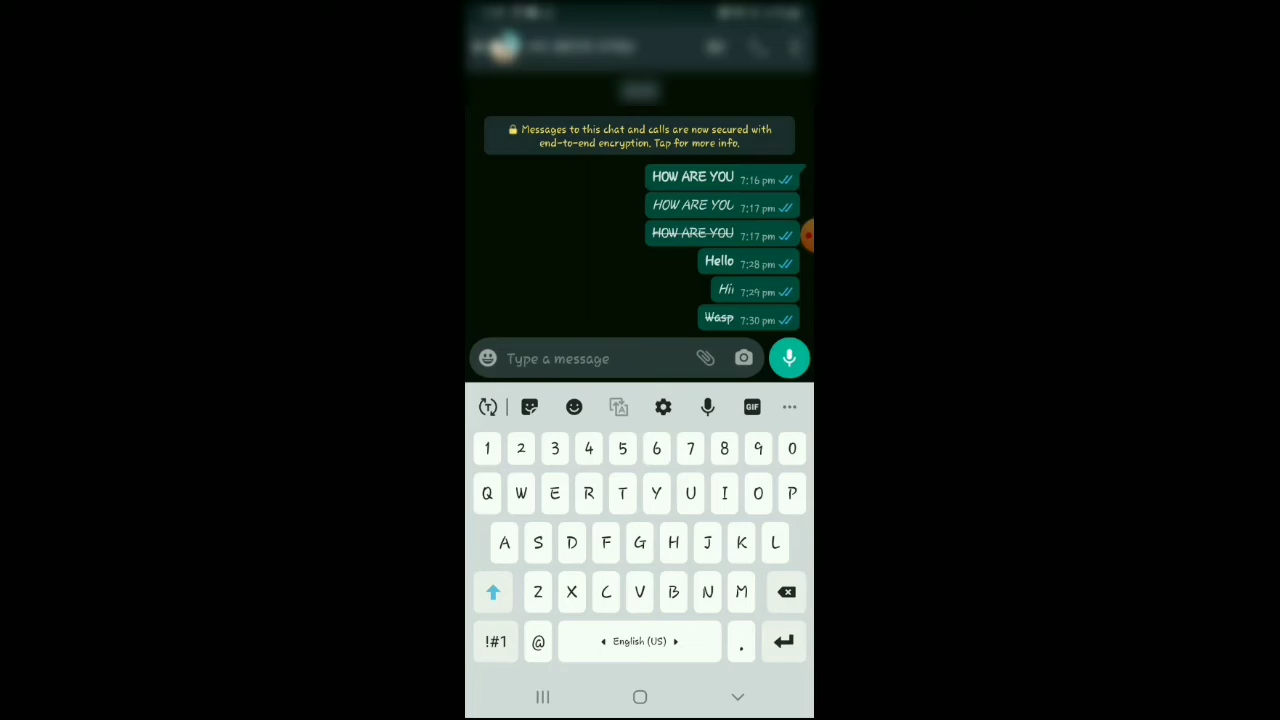 Messages to this chat and calls are now secured with
end-to-end encryption. Tap for more info.
HOW ARE YOU 7:16 pm
HOW ARE YOU 7:17 pm
HOW ARE YOU 7:17 pm
Hello 7:28 pm
Hii 7:29 pm
Wasp 7:30 pm
Type a message
GIF
1 2 3 4 5 6 7 8 9 0
Q W E R T Y U I O P
A S D F G H J K L
Z X C V B N M
!#1 @ English (US) .